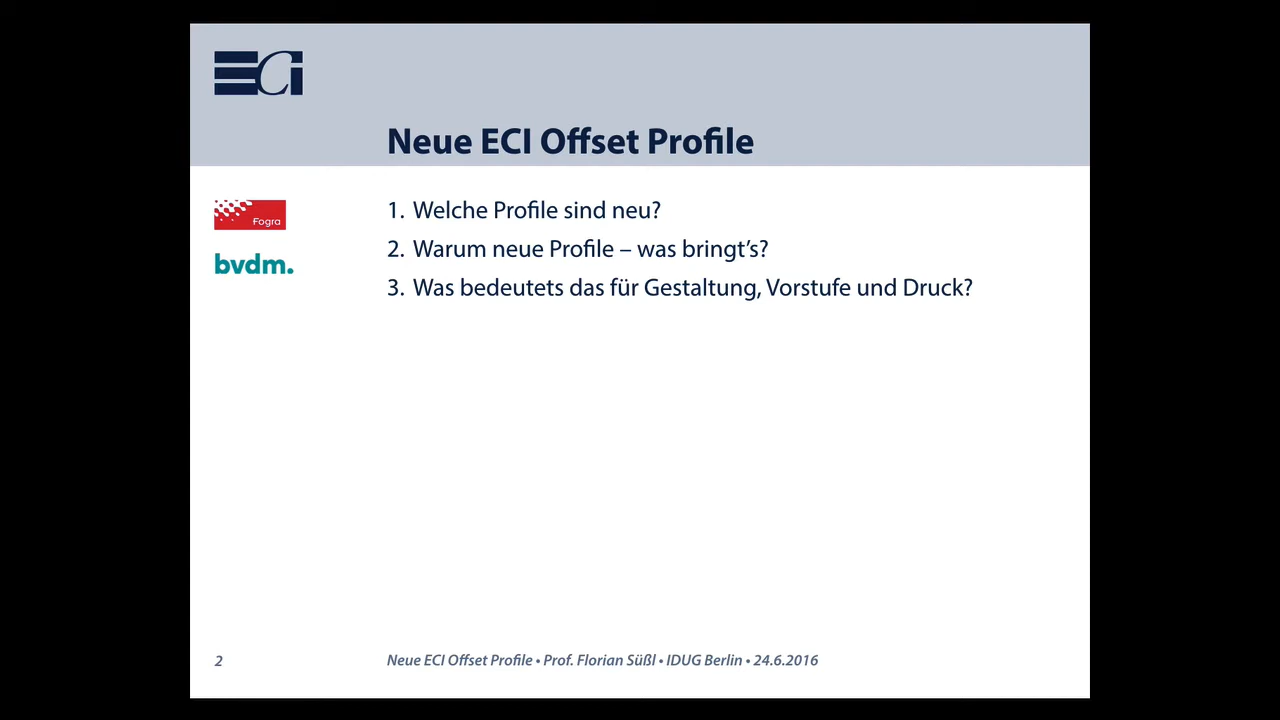 ECI
Neue ECI Offset Profile
Fogra
bvdm.
1. Welche Profile sind neu?
2. Warum neue Profile – was bringt’s?
3. Was bedeutets das für Gestaltung, Vorstufe und Druck?
2
Neue ECI Offset Profile • Prof. Florian Süßl • IDUG Berlin • 24.6.2016